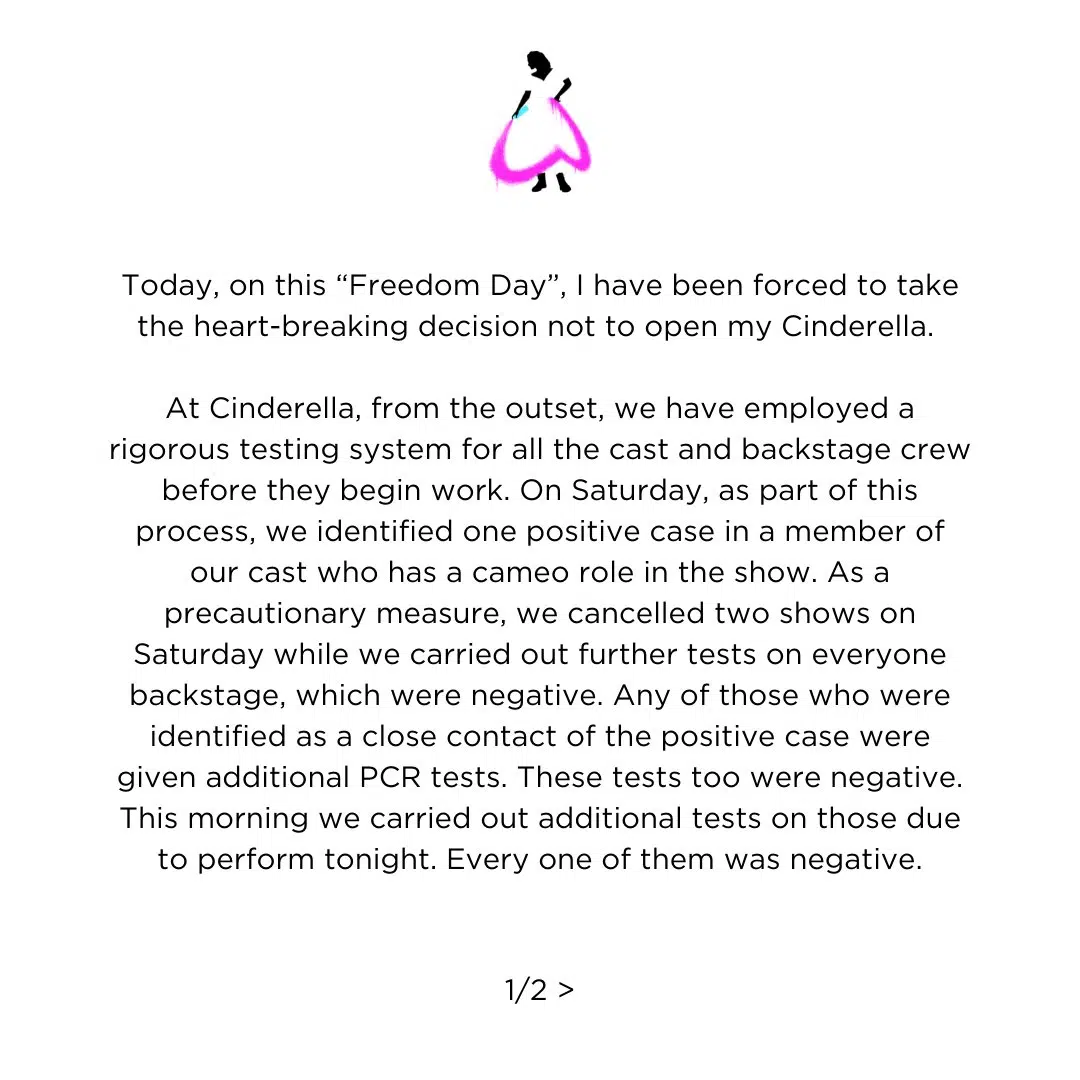 Today, on this “Freedom Day”, I have been forced to take
the heart-breaking decision not to open my Cinderella.
At Cinderella, from the outset, we have employed a
rigorous testing system for all the cast and backstage crew
before they begin work. On Saturday, as part of this
process, we identified one positive case in a member of
our cast who has a cameo role in the show. As a
precautionary measure, we cancelled two shows on
Saturday while we carried out further tests on everyone
backstage, which were negative. Any of those who were
identified as a close contact of the positive case were
given additional PCR tests. These tests too were negative.
This morning we carried out additional tests on those due
to perform tonight. Every one of them was negative.
1/2 >